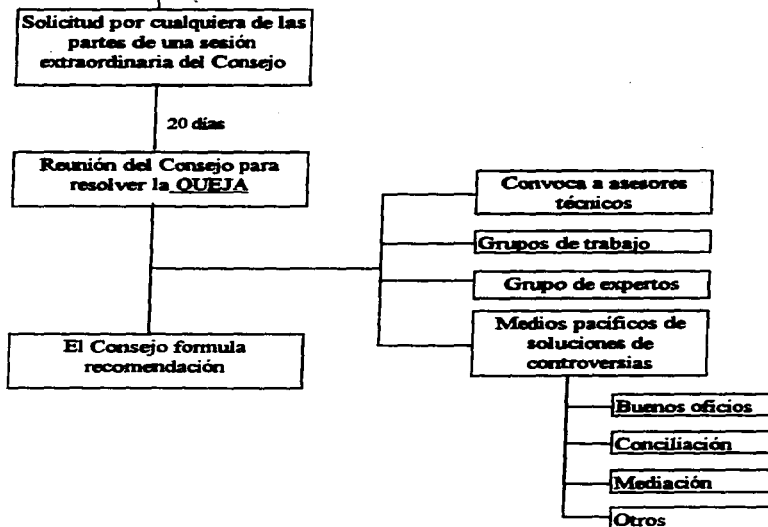 Solicitud por cualquiera de las
partes de una sesión
extraordinaria del Consejo
20 días
Reunión del Consejo para
resolver la QUEJA
Convoca a asesores
técnicos
Grupos de trabajo
Grupo de expertos
Medios pacíficos de
soluciones de
controversias
El Consejo formula
recomendación
Buenos oficios
Conciliación
Mediación
Otros